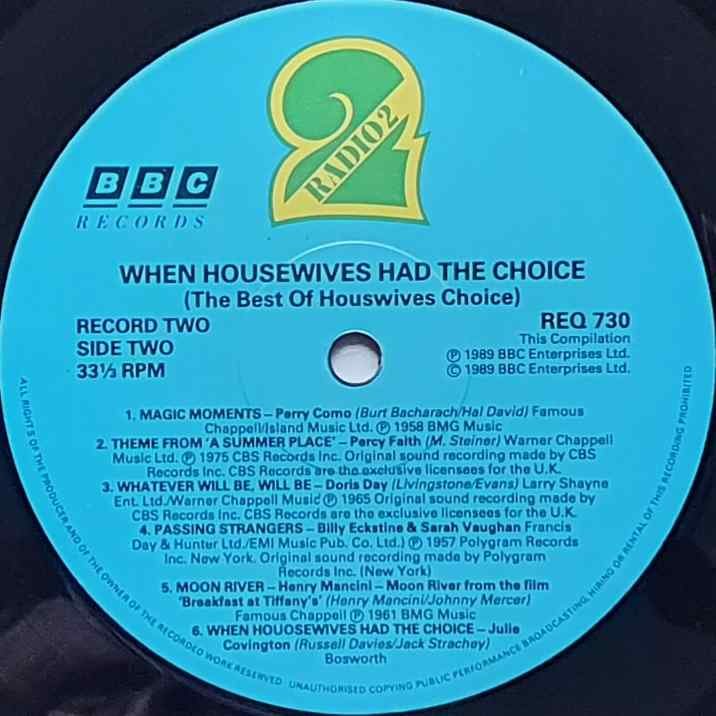 RADIO 2
BBC
RECORDS
WHEN HOUSEWIVES HAD THE CHOICE
(The Best Of Houswives Choice)
RECORD TWO
SIDE TWO
33⅓ RPM
REQ 730
This Compilation
℗ 1989 BBC Enterprises Ltd.
© 1989 BBC Enterprises Ltd.
1. MAGIC MOMENTS – Perry Como (Burt Bacharach/Hal David) Famous
Chappell/Island Music Ltd. ℗ 1958 BMG Music
2. THEME FROM 'A SUMMER PLACE' – Percy Faith (M. Steiner) Warner Chappell
Music Ltd. ℗ 1975 CBS Records Inc. Original sound recording made by CBS
Records Inc. CBS Records are the exclusive licensees for the U.K.
3. WHATEVER WILL BE, WILL BE – Doris Day (Livingstone/Evans) Larry Shayne
Ent. Ltd./Warner Chappell Music ℗ 1965 Original sound recording made by
CBS Records Inc. CBS Records are the exclusive licensees for the U.K.
4. PASSING STRANGERS – Billy Eckstine & Sarah Vaughan Francis
Day & Hunter Ltd./EMI Music Pub. Co. Ltd.) ℗ 1957 Polygram Records
Inc. New York. Original sound recording made by Polygram
Records Inc. (New York)
5. MOON RIVER – Henry Mancini – Moon River from the film
'Breakfast at Tiffany's' (Henry Mancini/Johnny Mercer)
Famous Chappell ℗ 1961 BMG Music
6. WHEN HOUOSEWIVES HAD THE CHOICE – Julie
Covington (Russell Davies/Jack Strachey)
Bosworth
ALL RIGHTS OF THE PRODUCER AND OF THE OWNER OF THE RECORDED WORK RESERVED. UNAUTHORISED COPYING PUBLIC PERFORMANCE BROADCASTING, HIRING OR RENTAL OF THIS RECORDING PROHIBITED